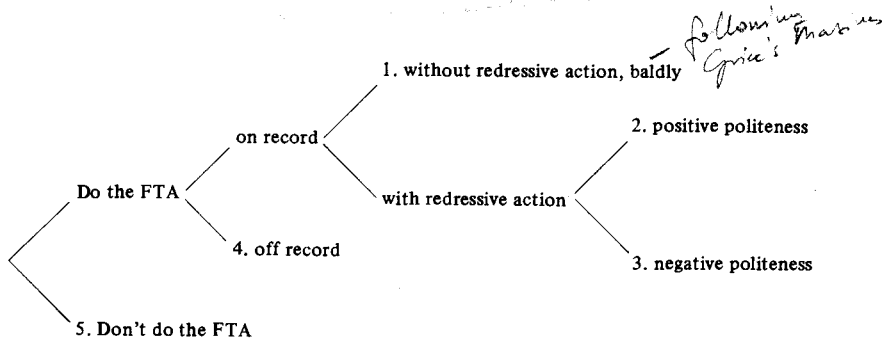 following
Grice's Maxims
1. without redressive action, baldly
on record
2. positive politeness
Do the FTA
with redressive action
4. off record
3. negative politeness
5. Don't do the FTA